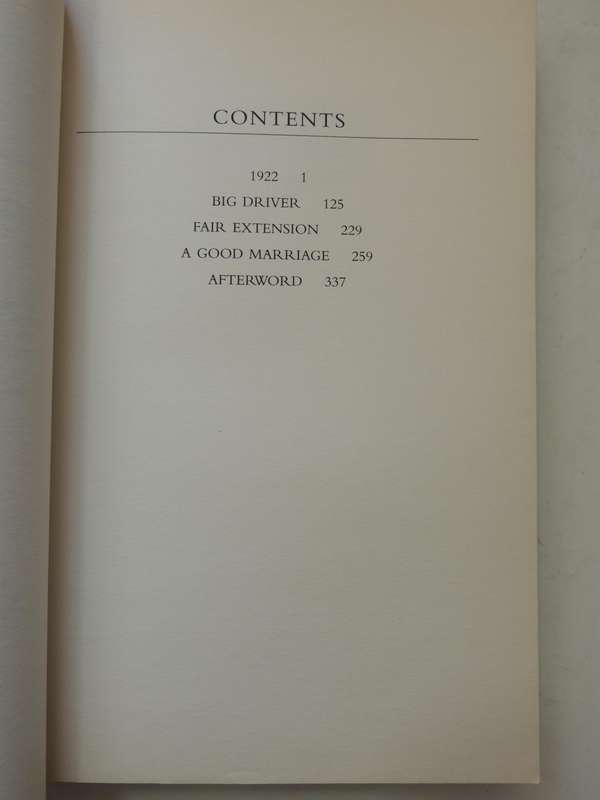 CONTENTS
1922 1
BIG DRIVER 125
FAIR EXTENSION 229
A GOOD MARRIAGE 259
AFTERWORD 337